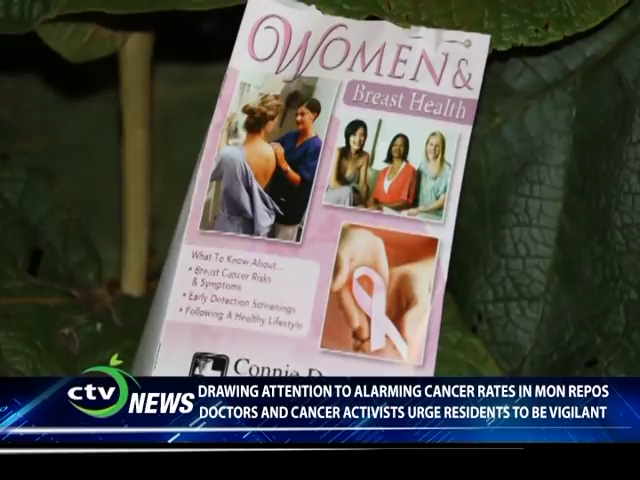 WOMEN &
Breast Health
What To Know About...
• Breast Cancer Risks
& Symptoms
• Early Detection Screenings
• Following A Healthy Lifestyle
Connie
ctv NEWS
DRAWING ATTENTION TO ALARMING CANCER RATES IN MON REPOS
DOCTORS AND CANCER ACTIVISTS URGE RESIDENTS TO BE VIGILANT